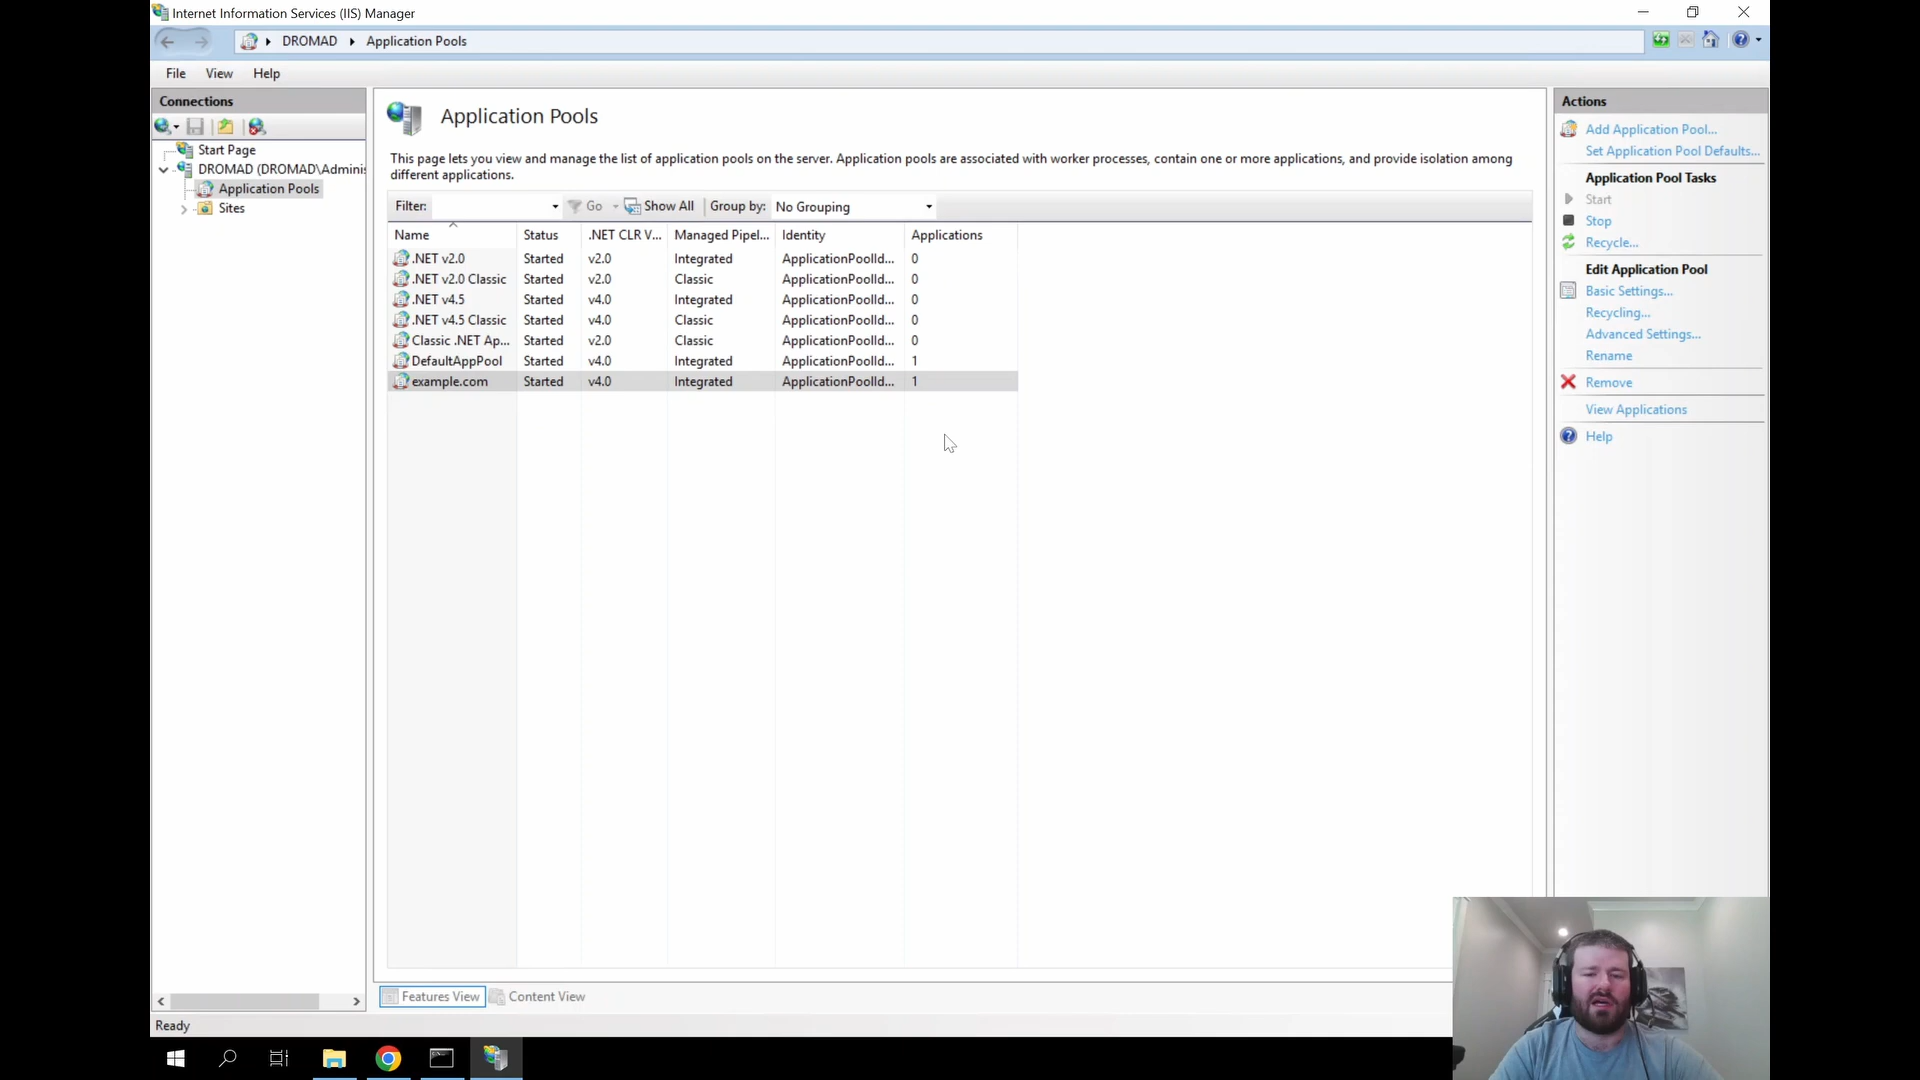 Internet Information Services (IIS) Manager
DROMAD
Application Pools
File
View
Help
Connections
Start Page
DROMAD (DROMAD\Adminis
Application Pools
Sites
Application Pools
This page lets you view and manage the list of application pools on the server. Application pools are associated with worker processes, contain one or more applications, and provide isolation among
different applications.
Filter:
Go
Show All
Group by:
No Grouping
Name
Status
.NET CLR V...
Managed Pipel...
Identity
Applications
.NET v2.0 Started v2.0 Integrated ApplicationPoolId... 0
.NET v2.0 Classic Started v2.0 Classic ApplicationPoolId... 0
.NET v4.5 Started v4.0 Integrated ApplicationPoolId... 0
.NET v4.5 Classic Started v4.0 Classic ApplicationPoolId... 0
Classic .NET Ap... Started v2.0 Classic ApplicationPoolId... 0
DefaultAppPool Started v4.0 Integrated ApplicationPoolId... 1
example.com Started v4.0 Integrated ApplicationPoolId... 1
Features View
Content View
Actions
Add Application Pool...
Set Application Pool Defaults...
Application Pool Tasks
Start
Stop
Recycle...
Edit Application Pool
Basic Settings...
Recycling...
Advanced Settings...
Rename
Remove
View Applications
Help
Ready